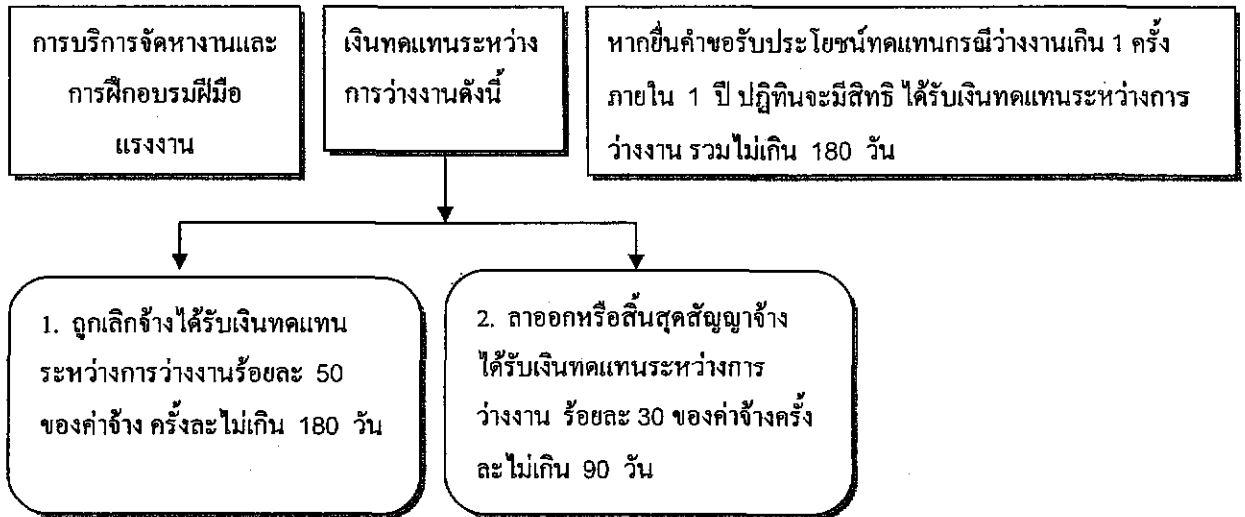 การบริการจัดหางานและ
การฝึกอบรมฝีมือ
แรงงาน
เงินทดแทนระหว่าง
การว่างงานดังนี้
หากยื่นคำขอรับประโยชน์ทดแทนกรณีว่างงานเกิน 1 ครั้ง
ภายใน 1 ปี ปฏิทินจะมีสิทธิ ได้รับเงินทดแทนระหว่างการ
ว่างงาน รวมไม่เกิน 180 วัน
1. ถูกเลิกจ้างได้รับเงินทดแทน
ระหว่างการว่างงานร้อยละ 50
ของค่าจ้าง ครั้งละไม่เกิน 180 วัน
2. ลาออกหรือสิ้นสุดสัญญาจ้าง
ได้รับเงินทดแทนระหว่างการ
ว่างงาน ร้อยละ 30 ของค่าจ้างครั้ง
ละไม่เกิน 90 วัน